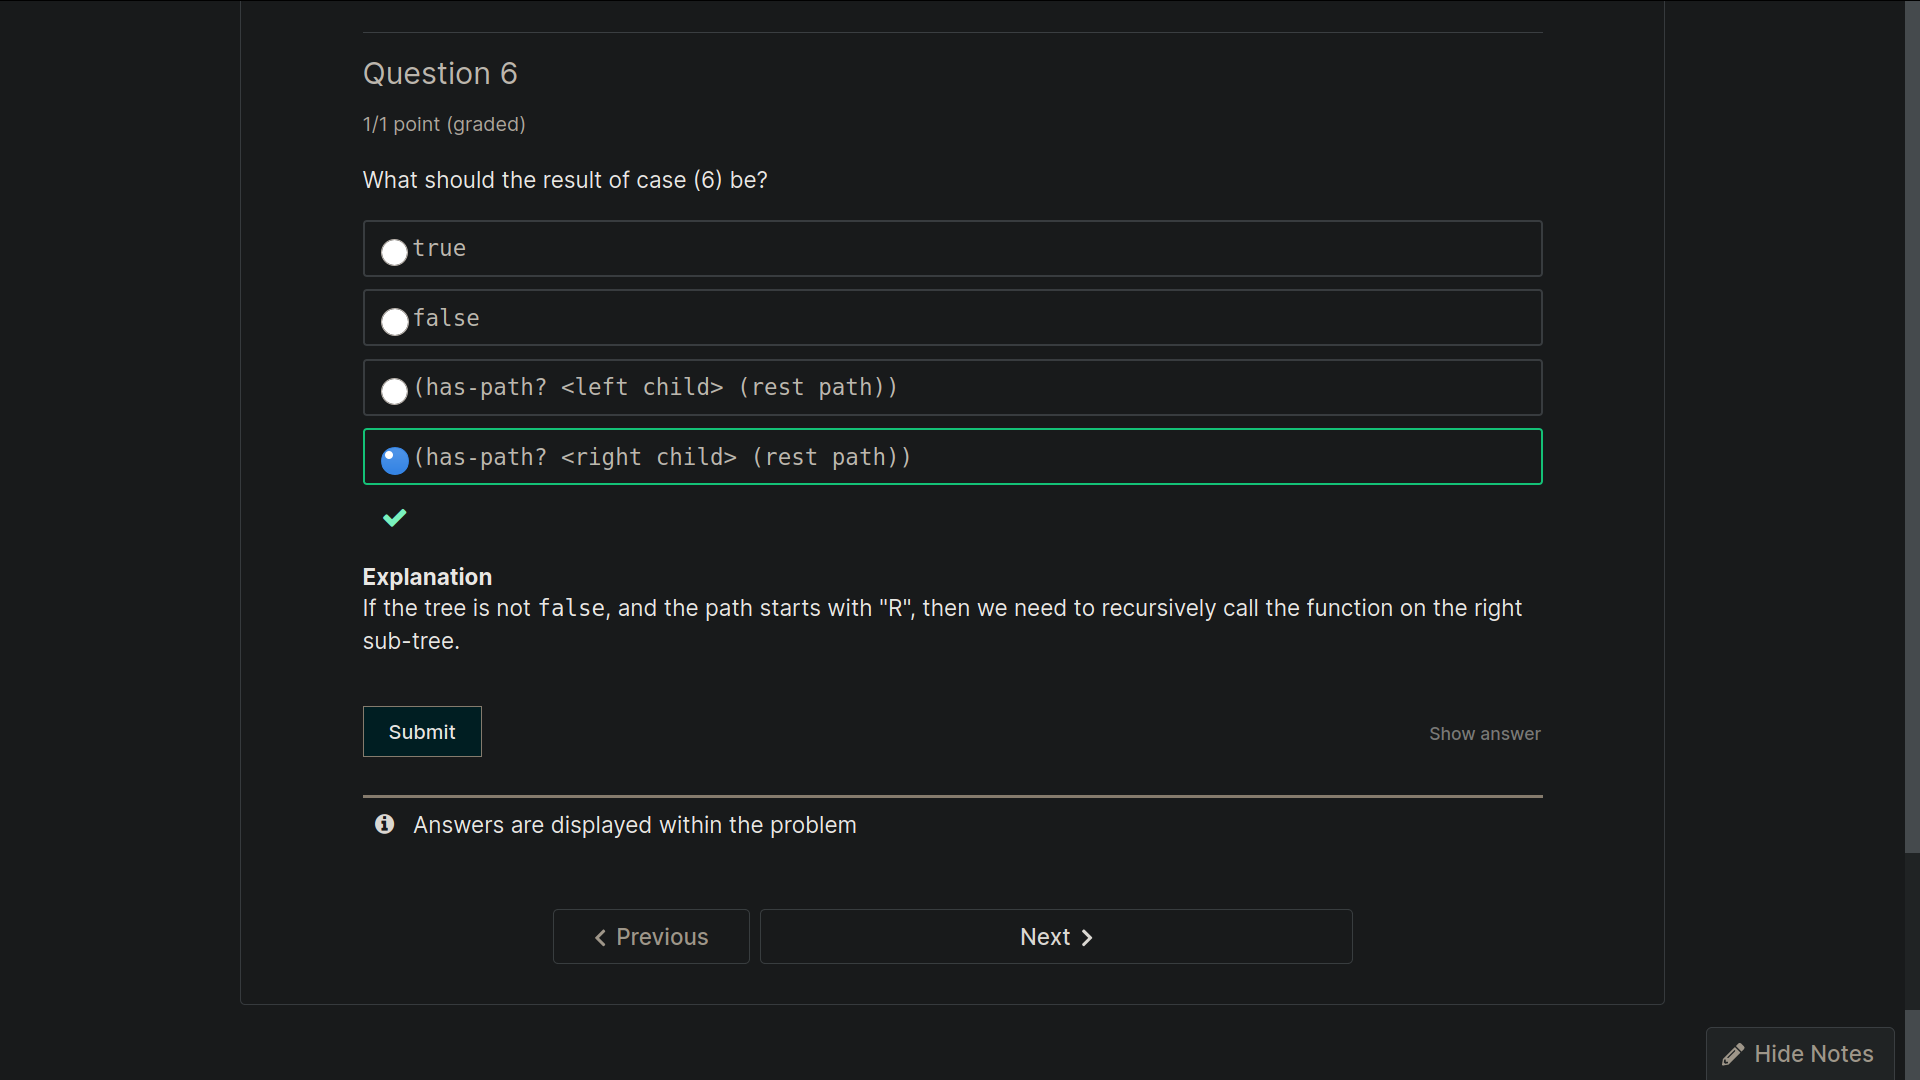 Question 6
1/1 point (graded)
What should the result of case (6) be?
true
false
(has-path? <left child> (rest path))
(has-path? <right child> (rest path))
Explanation
If the tree is not false, and the path starts with "R", then we need to recursively call the function on the right
sub-tree.
Submit
Show answer
Answers are displayed within the problem
Previous
Next
Hide Notes